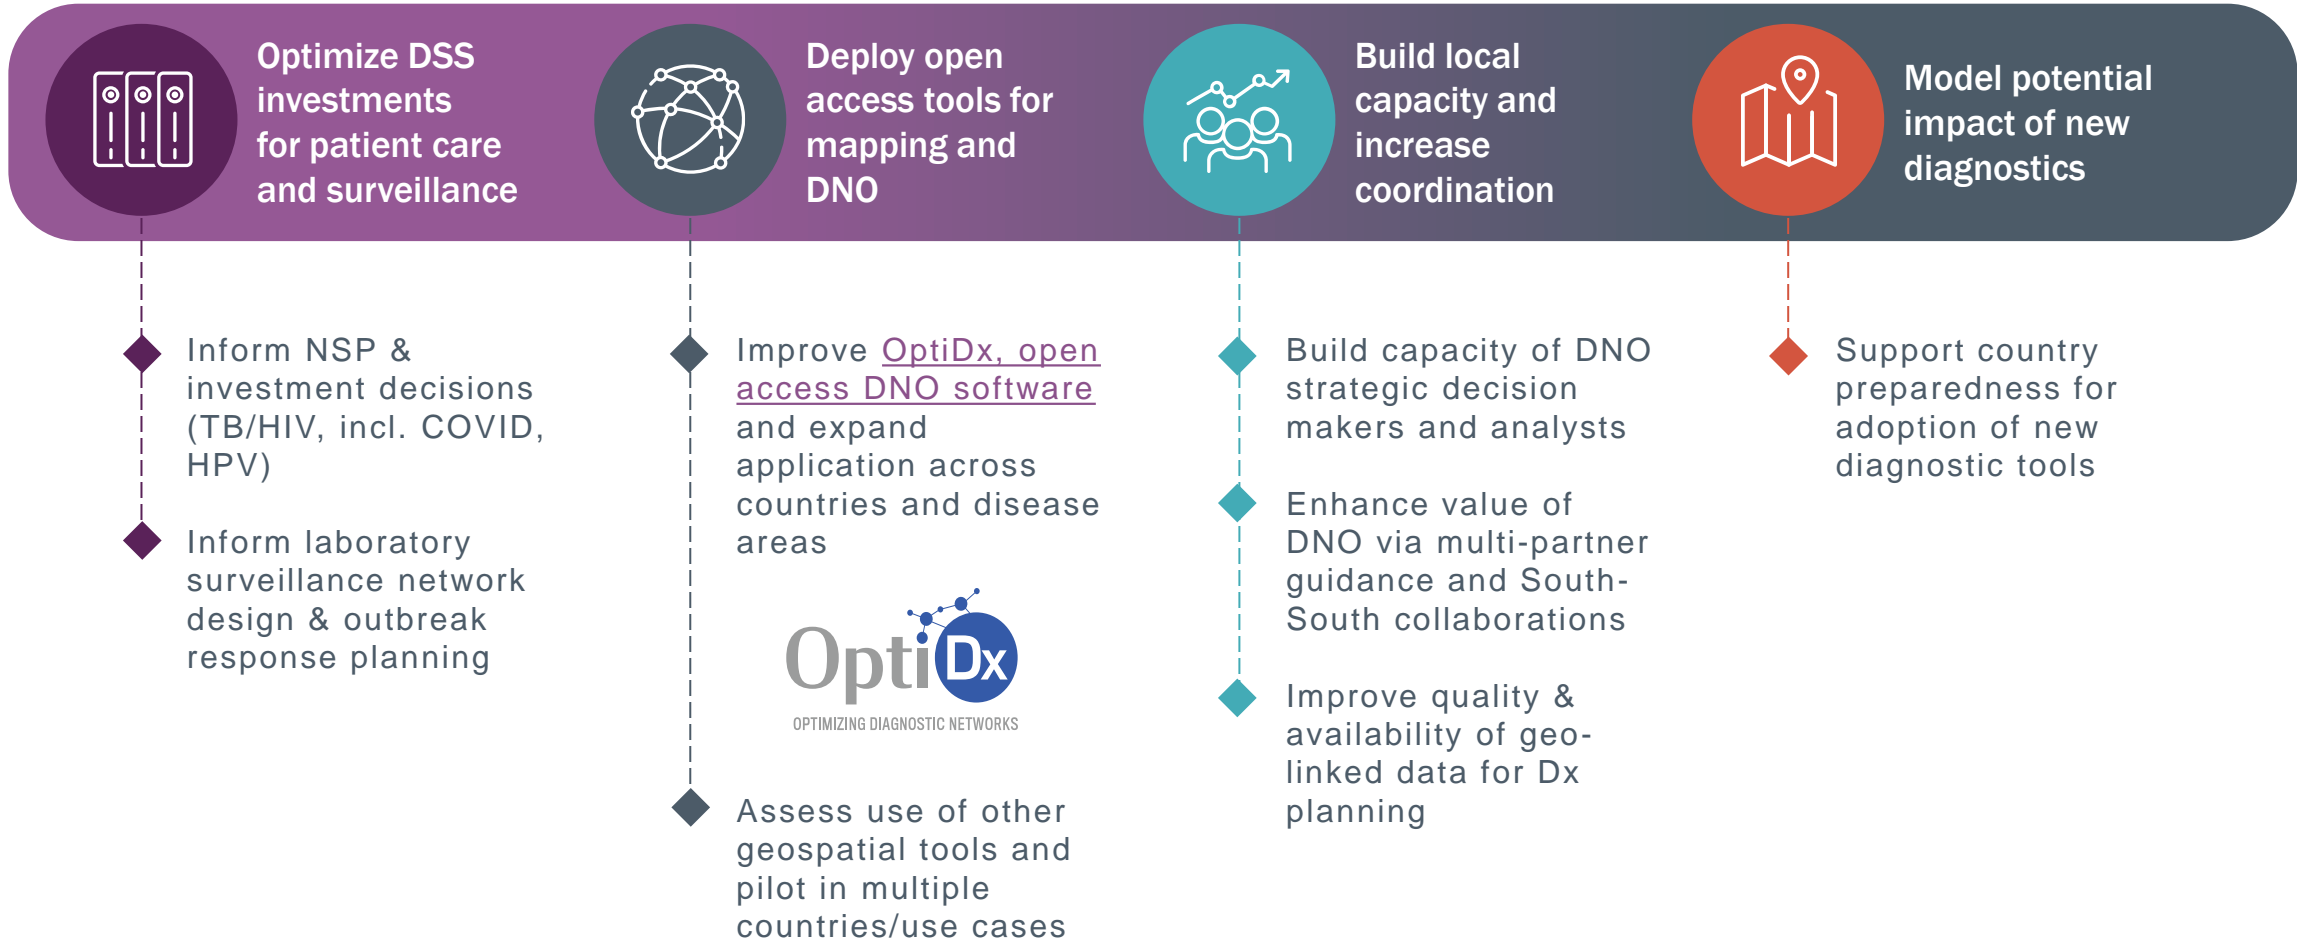 Optimize DSS
investments
for patient care
and surveillance
Inform NSP &
investment decisions
(TB/HIV, incl. COVID,
HPV)
Inform laboratory
surveillance network
design & outbreak
response planning
Deploy open
access tools for
mapping and
DNO
Improve OptiDx, open
access DNO software
and expand
application across
countries and disease
areas
OptiDx
OPTIMIZING DIAGNOSTIC NETWORKS
Assess use of other
geospatial tools and
pilot in multiple
countries/use cases
Build local
capacity and
increase
coordination
Build capacity of DNO
strategic decision
makers and analysts
Enhance value of
DNO via multi-partner
guidance and South-
South collaborations
Improve quality &
availability of geo-
linked data for Dx
planning
Model potential
impact of new
diagnostics
Support country
preparedness for
adoption of new
diagnostic tools